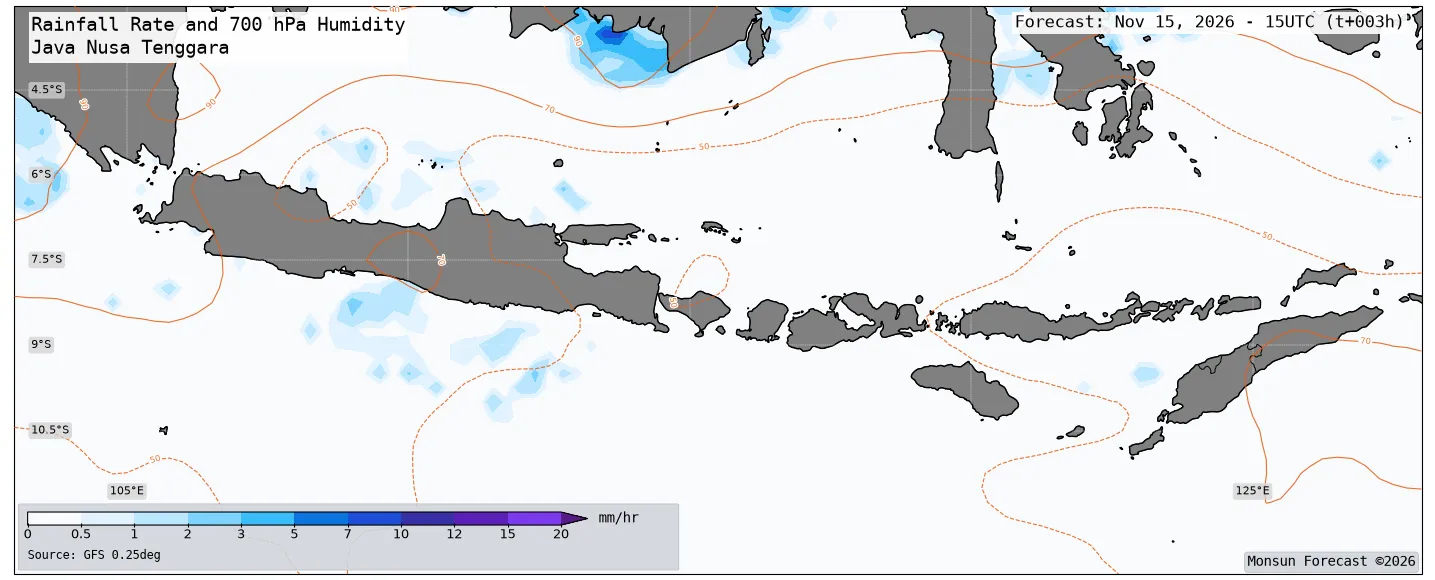 Rainfall Rate and 700 hPa Humidity
Java Nusa Tenggara
Forecast: Nov 15, 2026 - 15UTC (t+003h)
90
90
90
90
4.5°S
70
50
6°S
50
50
7.5°S
70
50
9°S
70
10.5°S
50
105°E
125°E
0 0.5 1 2 3 5 7 10 12 15 20 mm/hr
Source: GFS 0.25deg
Monsun Forecast ©2026